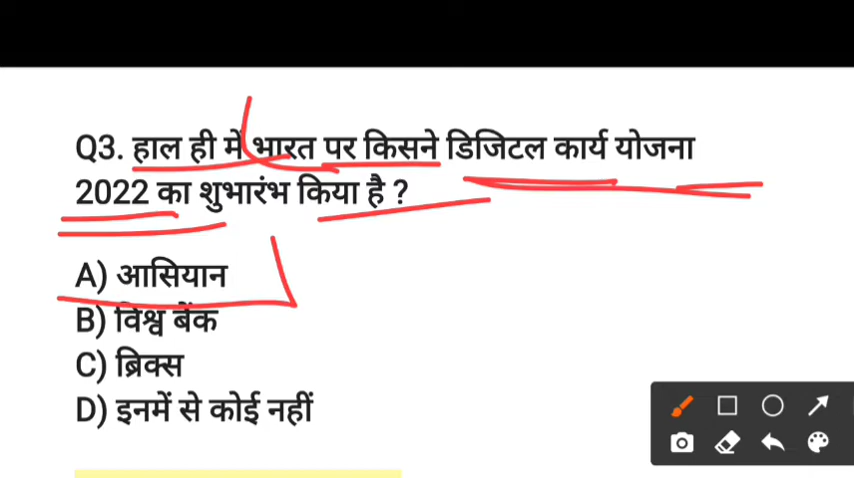 Q3. हाल ही में भारत पर किसने डिजिटल कार्य योजना
2022 का शुभारंभ किया है ?
A) आसियान
B) विश्व बेंक
C) ब्रिक्स
D) इनमें से कोई नहीं